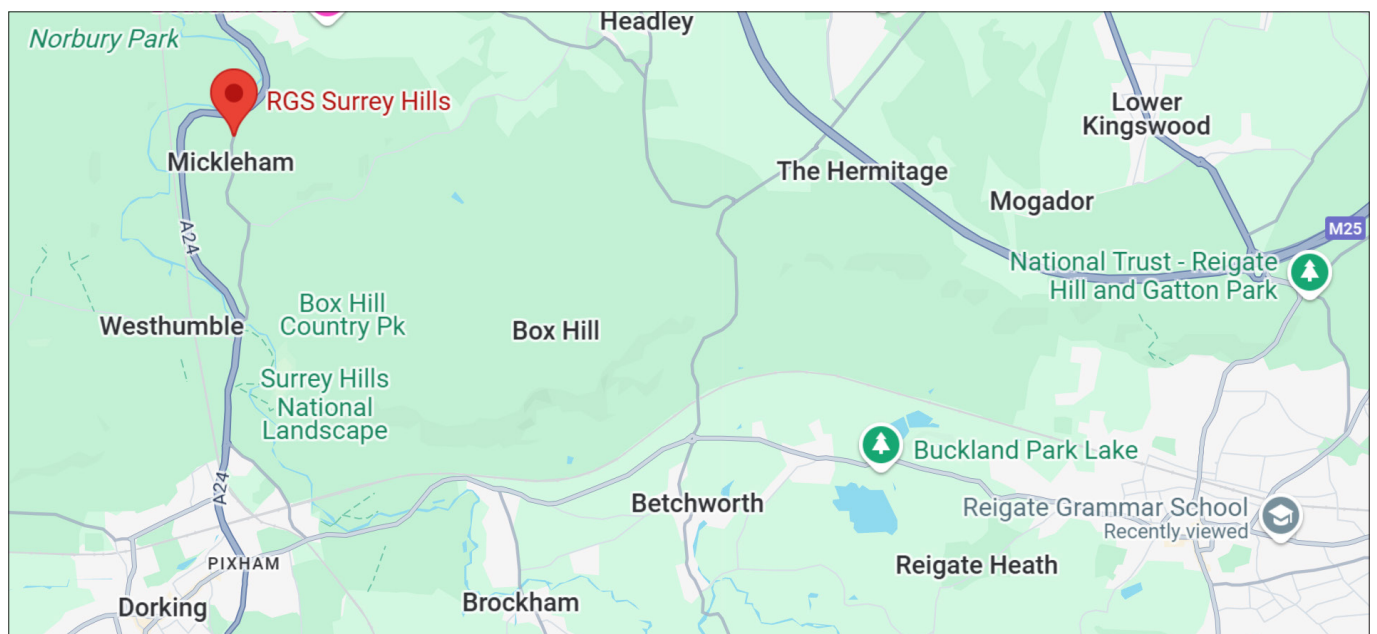 Norbury Park
Headley
RGS Surrey Hills
Lower
Kingswood
Mickleham
The Hermitage
Mogador
A24
M25
National Trust - Reigate
Hill and Gatton Park
Box Hill
Country Pk
Westhumble
Box Hill
Surrey Hills
National
Landscape
Buckland Park Lake
A24
Betchworth
Reigate Grammar School
Recently viewed
PIXHAM
Reigate Heath
Dorking
Brockham